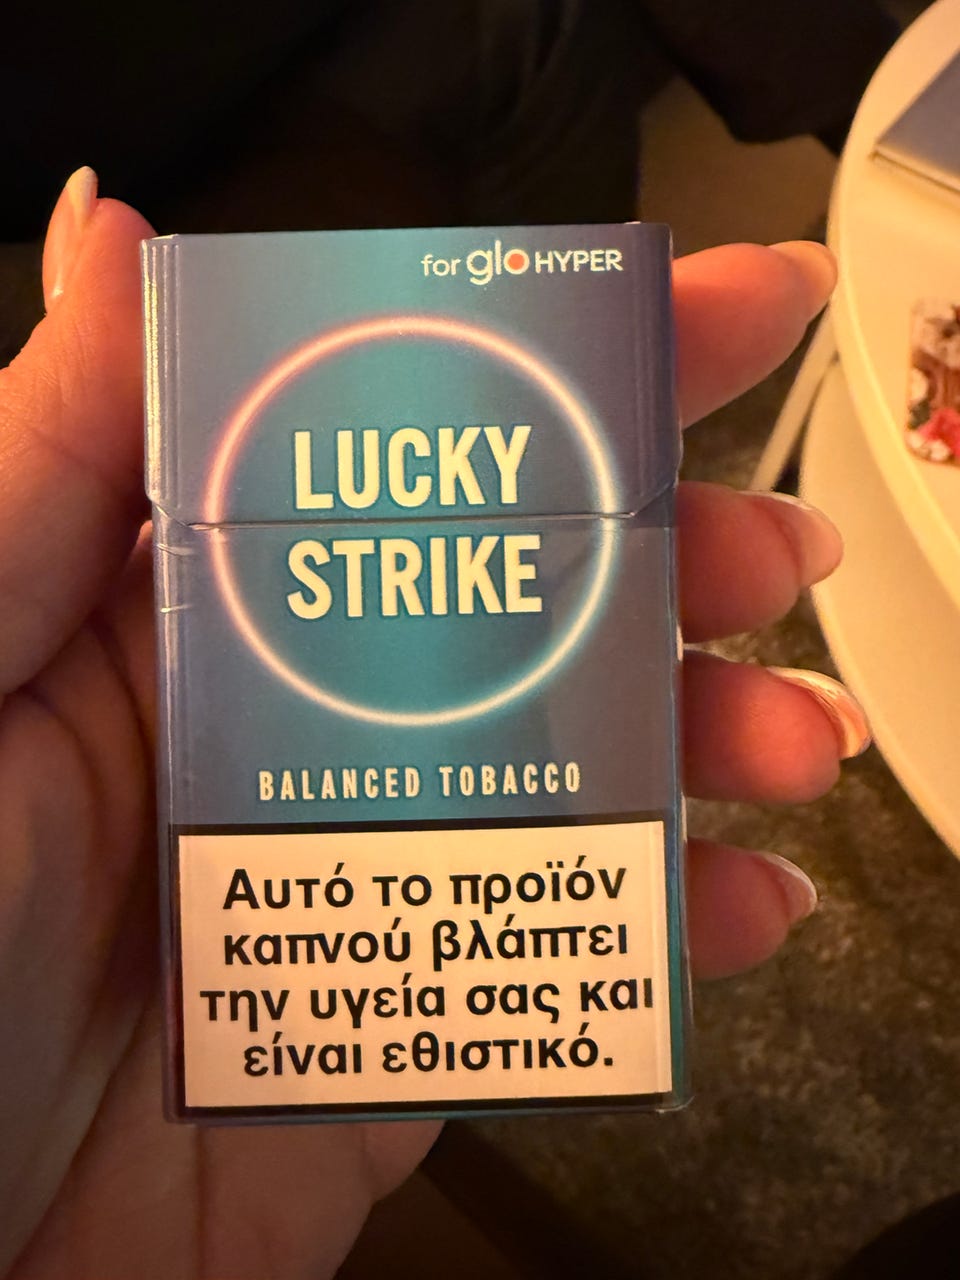 for glo HYPER
LUCKY
STRIKE
BALANCED TOBACCO
Αυτό το προϊόν
καπνού βλάπτει
την υγεία σας και
είναι εθιστικό.